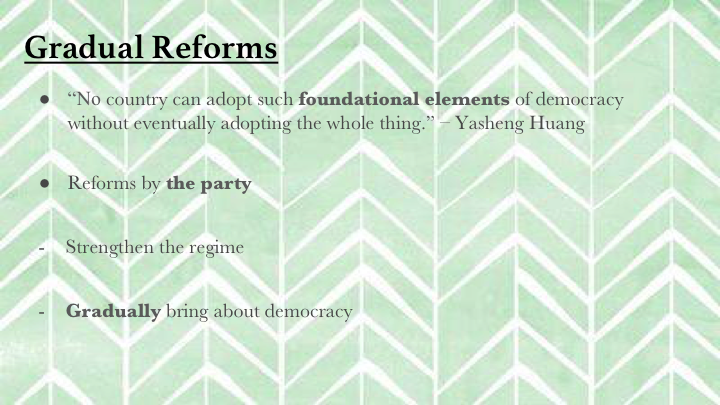 Gradual Reforms
● “No country can adopt such foundational elements of democracy
without eventually adopting the whole thing.” – Yasheng Huang
● Reforms by the party
- Strengthen the regime
- Gradually bring about democracy